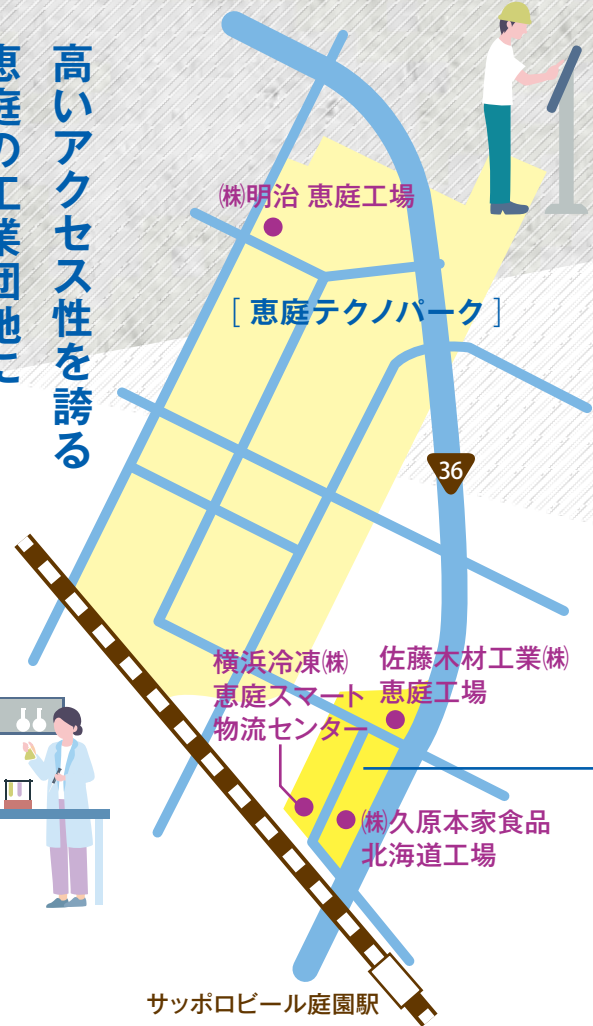 高いアクセス性を誇る
恵庭の工業団地に
㈱明治 恵庭工場
[ 恵庭テクノパーク ]
36
横浜冷凍㈱
恵庭スマート
物流センター
佐藤木材工業㈱
恵庭工場
㈱久原本家食品
北海道工場
サッポロビール庭園駅